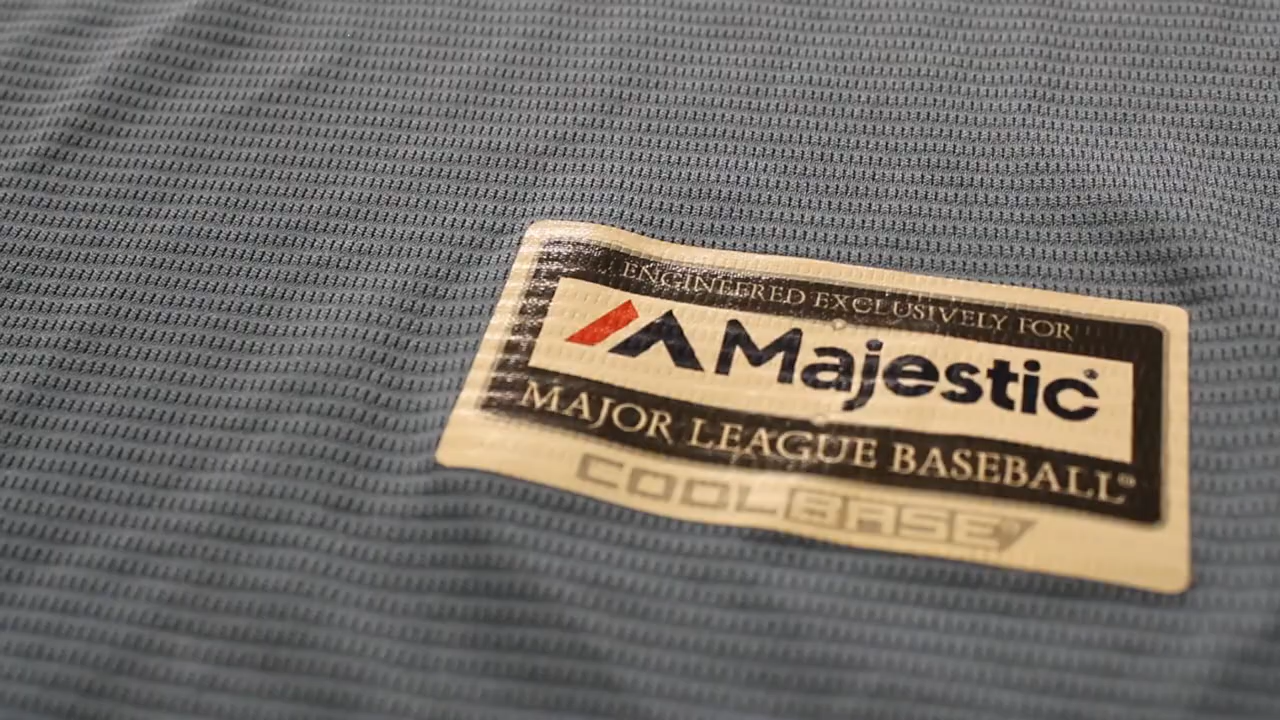 ENGINEERED EXCLUSIVELY FOR
Majestic®
MAJOR LEAGUE BASEBALL®
COOLBASE